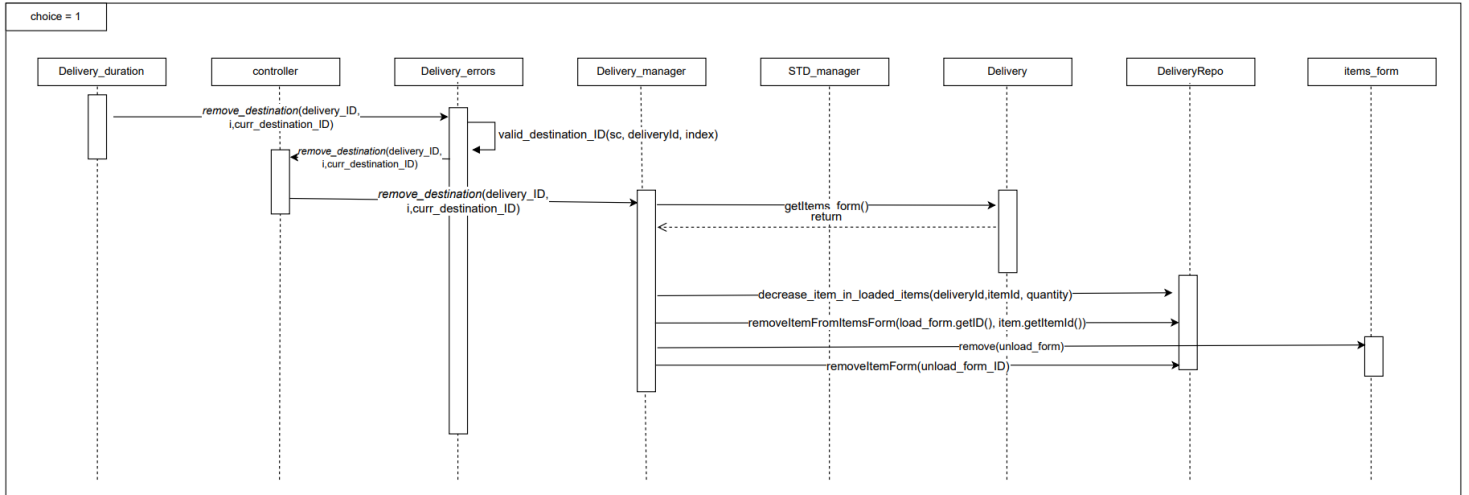 choice = 1
Delivery_duration
controller
Delivery_errors
Delivery_manager
STD_manager
Delivery
DeliveryRepo
items_form
remove_destination(delivery_ID,
i,curr_destination_ID)
valid_destination_ID(sc, deliveryId, index)
remove_destination(delivery_ID,
i,curr_destination_ID)
remove_destination(delivery_ID,
i,curr_destination_ID)
getItems_form()
return
decrease_item_in_loaded_items(deliveryId,itemId, quantity)
removeItemFromItemsForm(load_form.getID(), item.getItemId())
remove(unload_form)
removeItemForm(unload_form_ID)